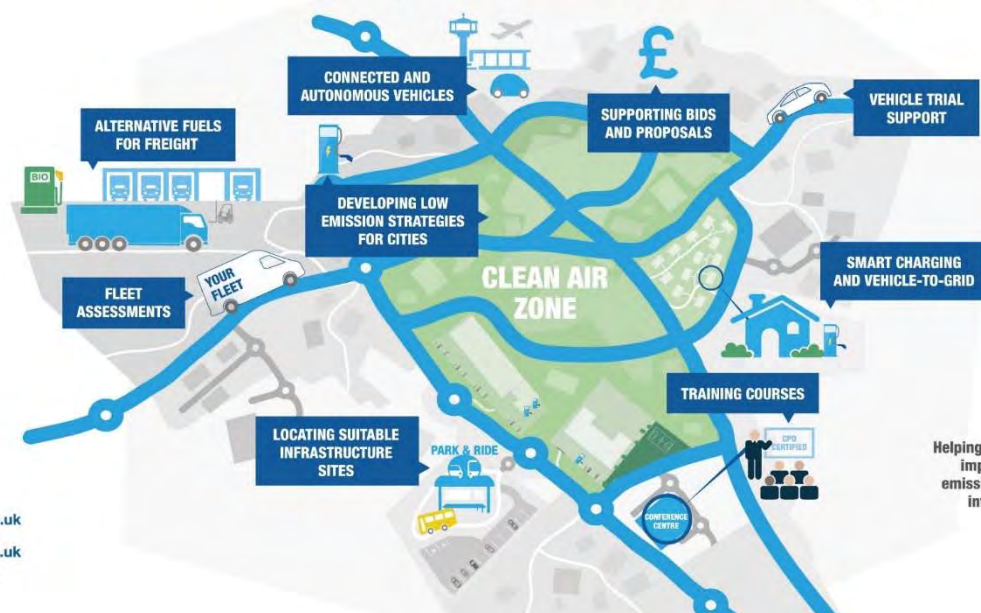 CONNECTED AND
AUTONOMOUS VEHICLES
SUPPORTING BIDS
AND PROPOSALS
VEHICLE TRIAL
SUPPORT
ALTERNATIVE FUELS
FOR FREIGHT
BIO
DEVELOPING LOW
EMISSION STRATEGIES
FOR CITIES
£
YOUR
FLEET
FLEET
ASSESSMENTS
CLEAN AIR
ZONE
SMART CHARGING
AND VEHICLE-TO-GRID
TRAINING COURSES
CPD
CERTIFIED
LOCATING SUITABLE
INFRASTRUCTURE
SITES
PARK & RIDE
CONFERENCE
CENTRE
Helping
imp
emiss
in
.uk
.uk